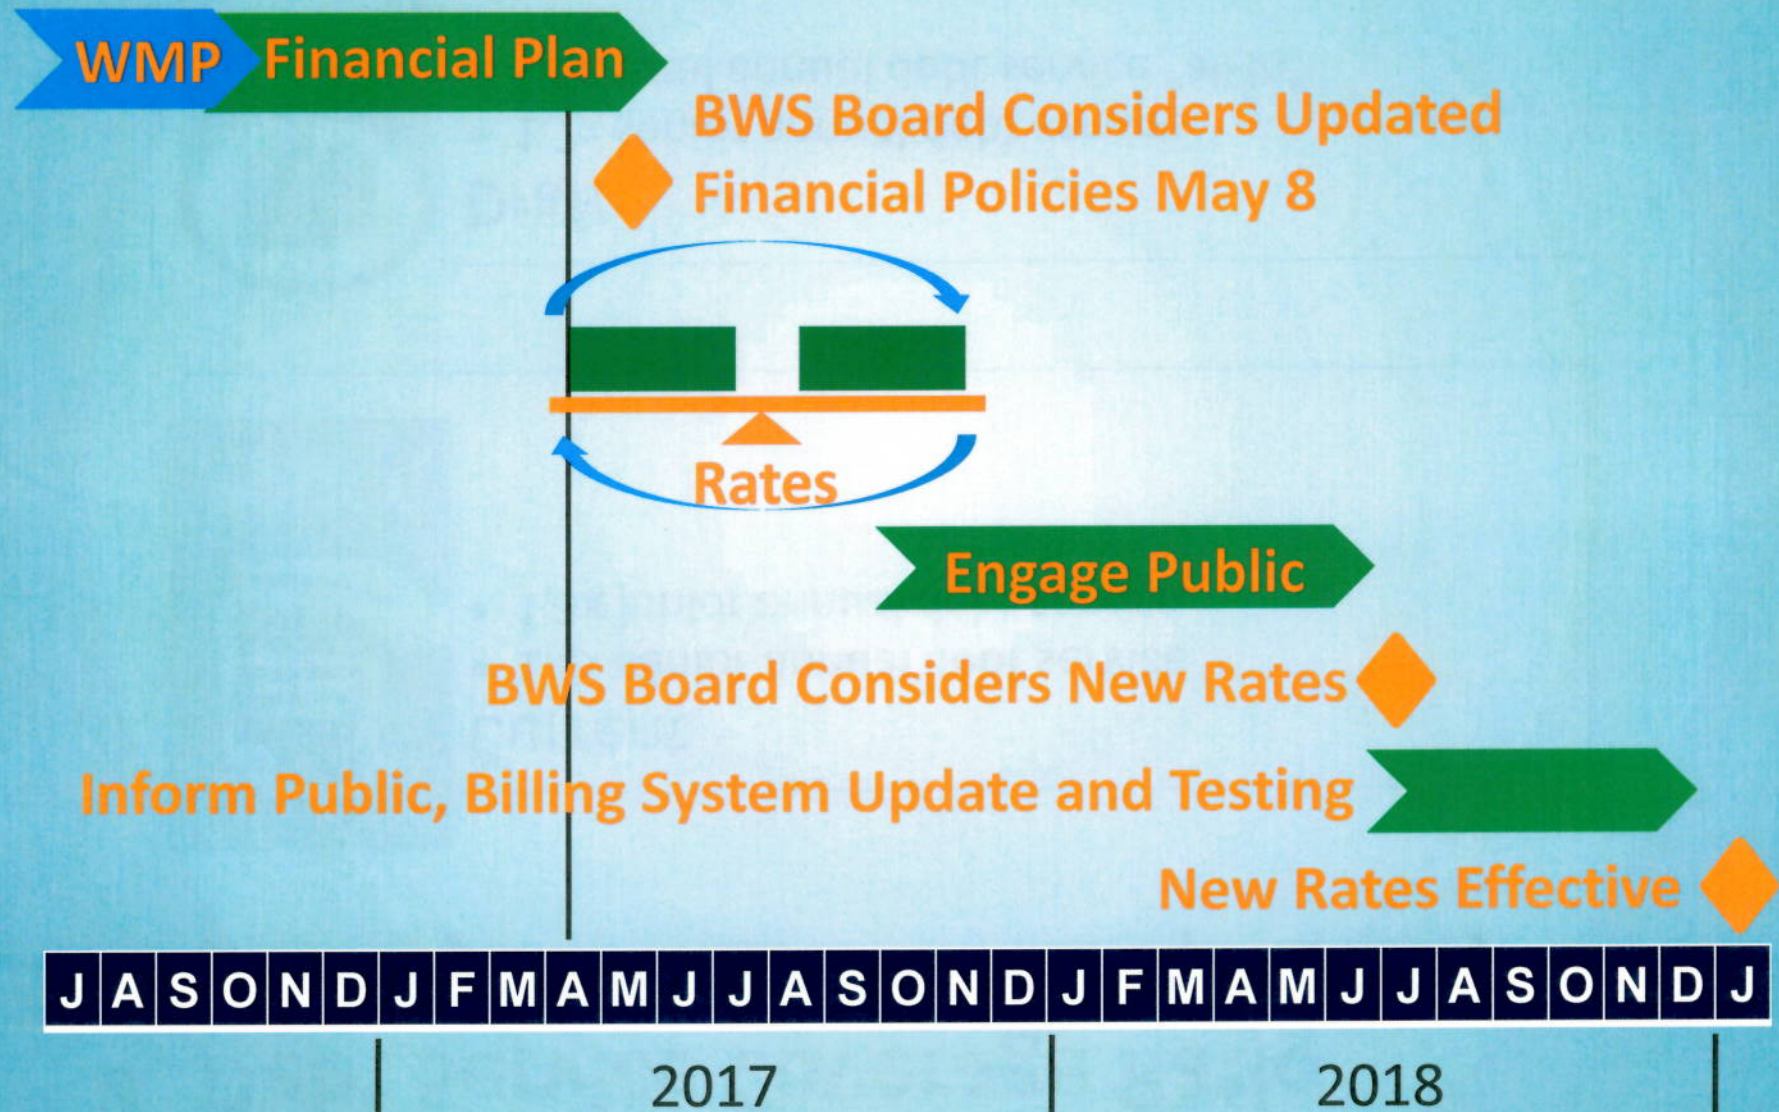 WMP Financial Plan
BWS Board Considers Updated
Financial Policies May 8
Rates
Engage Public
BWS Board Considers New Rates
Inform Public, Billing System Update and Testing
New Rates Effective
J A S O N D J F M A M J J A S O N D J F M A M J J A S O N D J
2017 2018